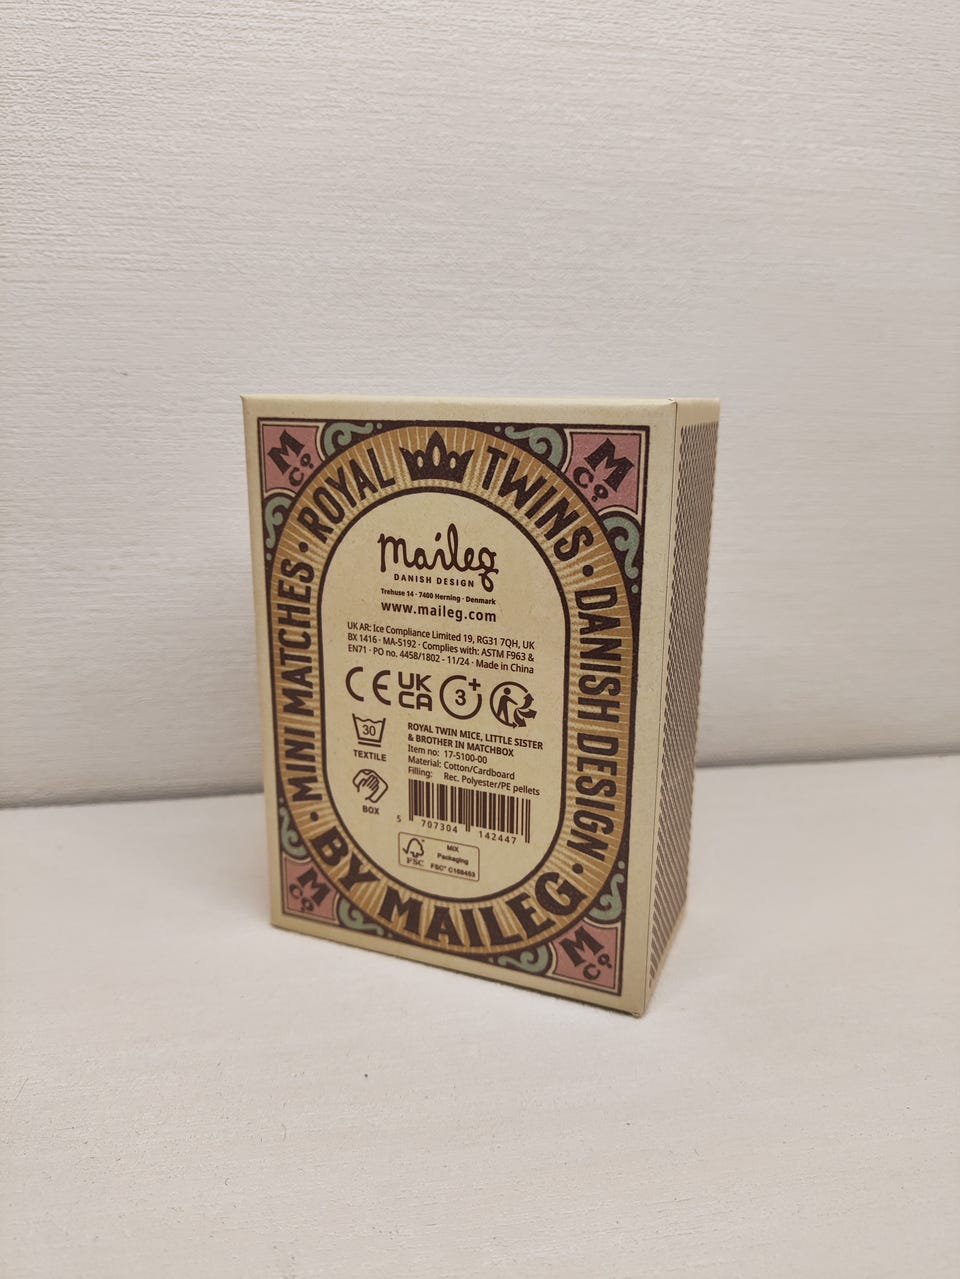 M Co
M Co
ROYAL TWINS · DANISH DESIGN ·
MINI MATCHES ·
Maileg
DANISH DESIGN
Trehuse 14 · 7400 Herning · Denmark
www.maileg.com
UK AR: Ice Compliance Limited 19, RG31 7QH, UK
BX 1416 · MA-5192 · Complies with: ASTM F963 &
EN71 · PO no. 4458/1802 - 11/24 · Made in China
CE UK CA 3+
30
TEXTILE
BOX
ROYAL TWIN MICE, LITTLE SISTER
& BROTHER IN MATCHBOX
Item no: 17-5100-00
Material: Cotton/Cardboard
Filling: Rec. Polyester/PE pellets
5 707304 142447
FSC
MIX
Packaging
FSC® C168453
· BY MAILEG ·
M Co
M Co